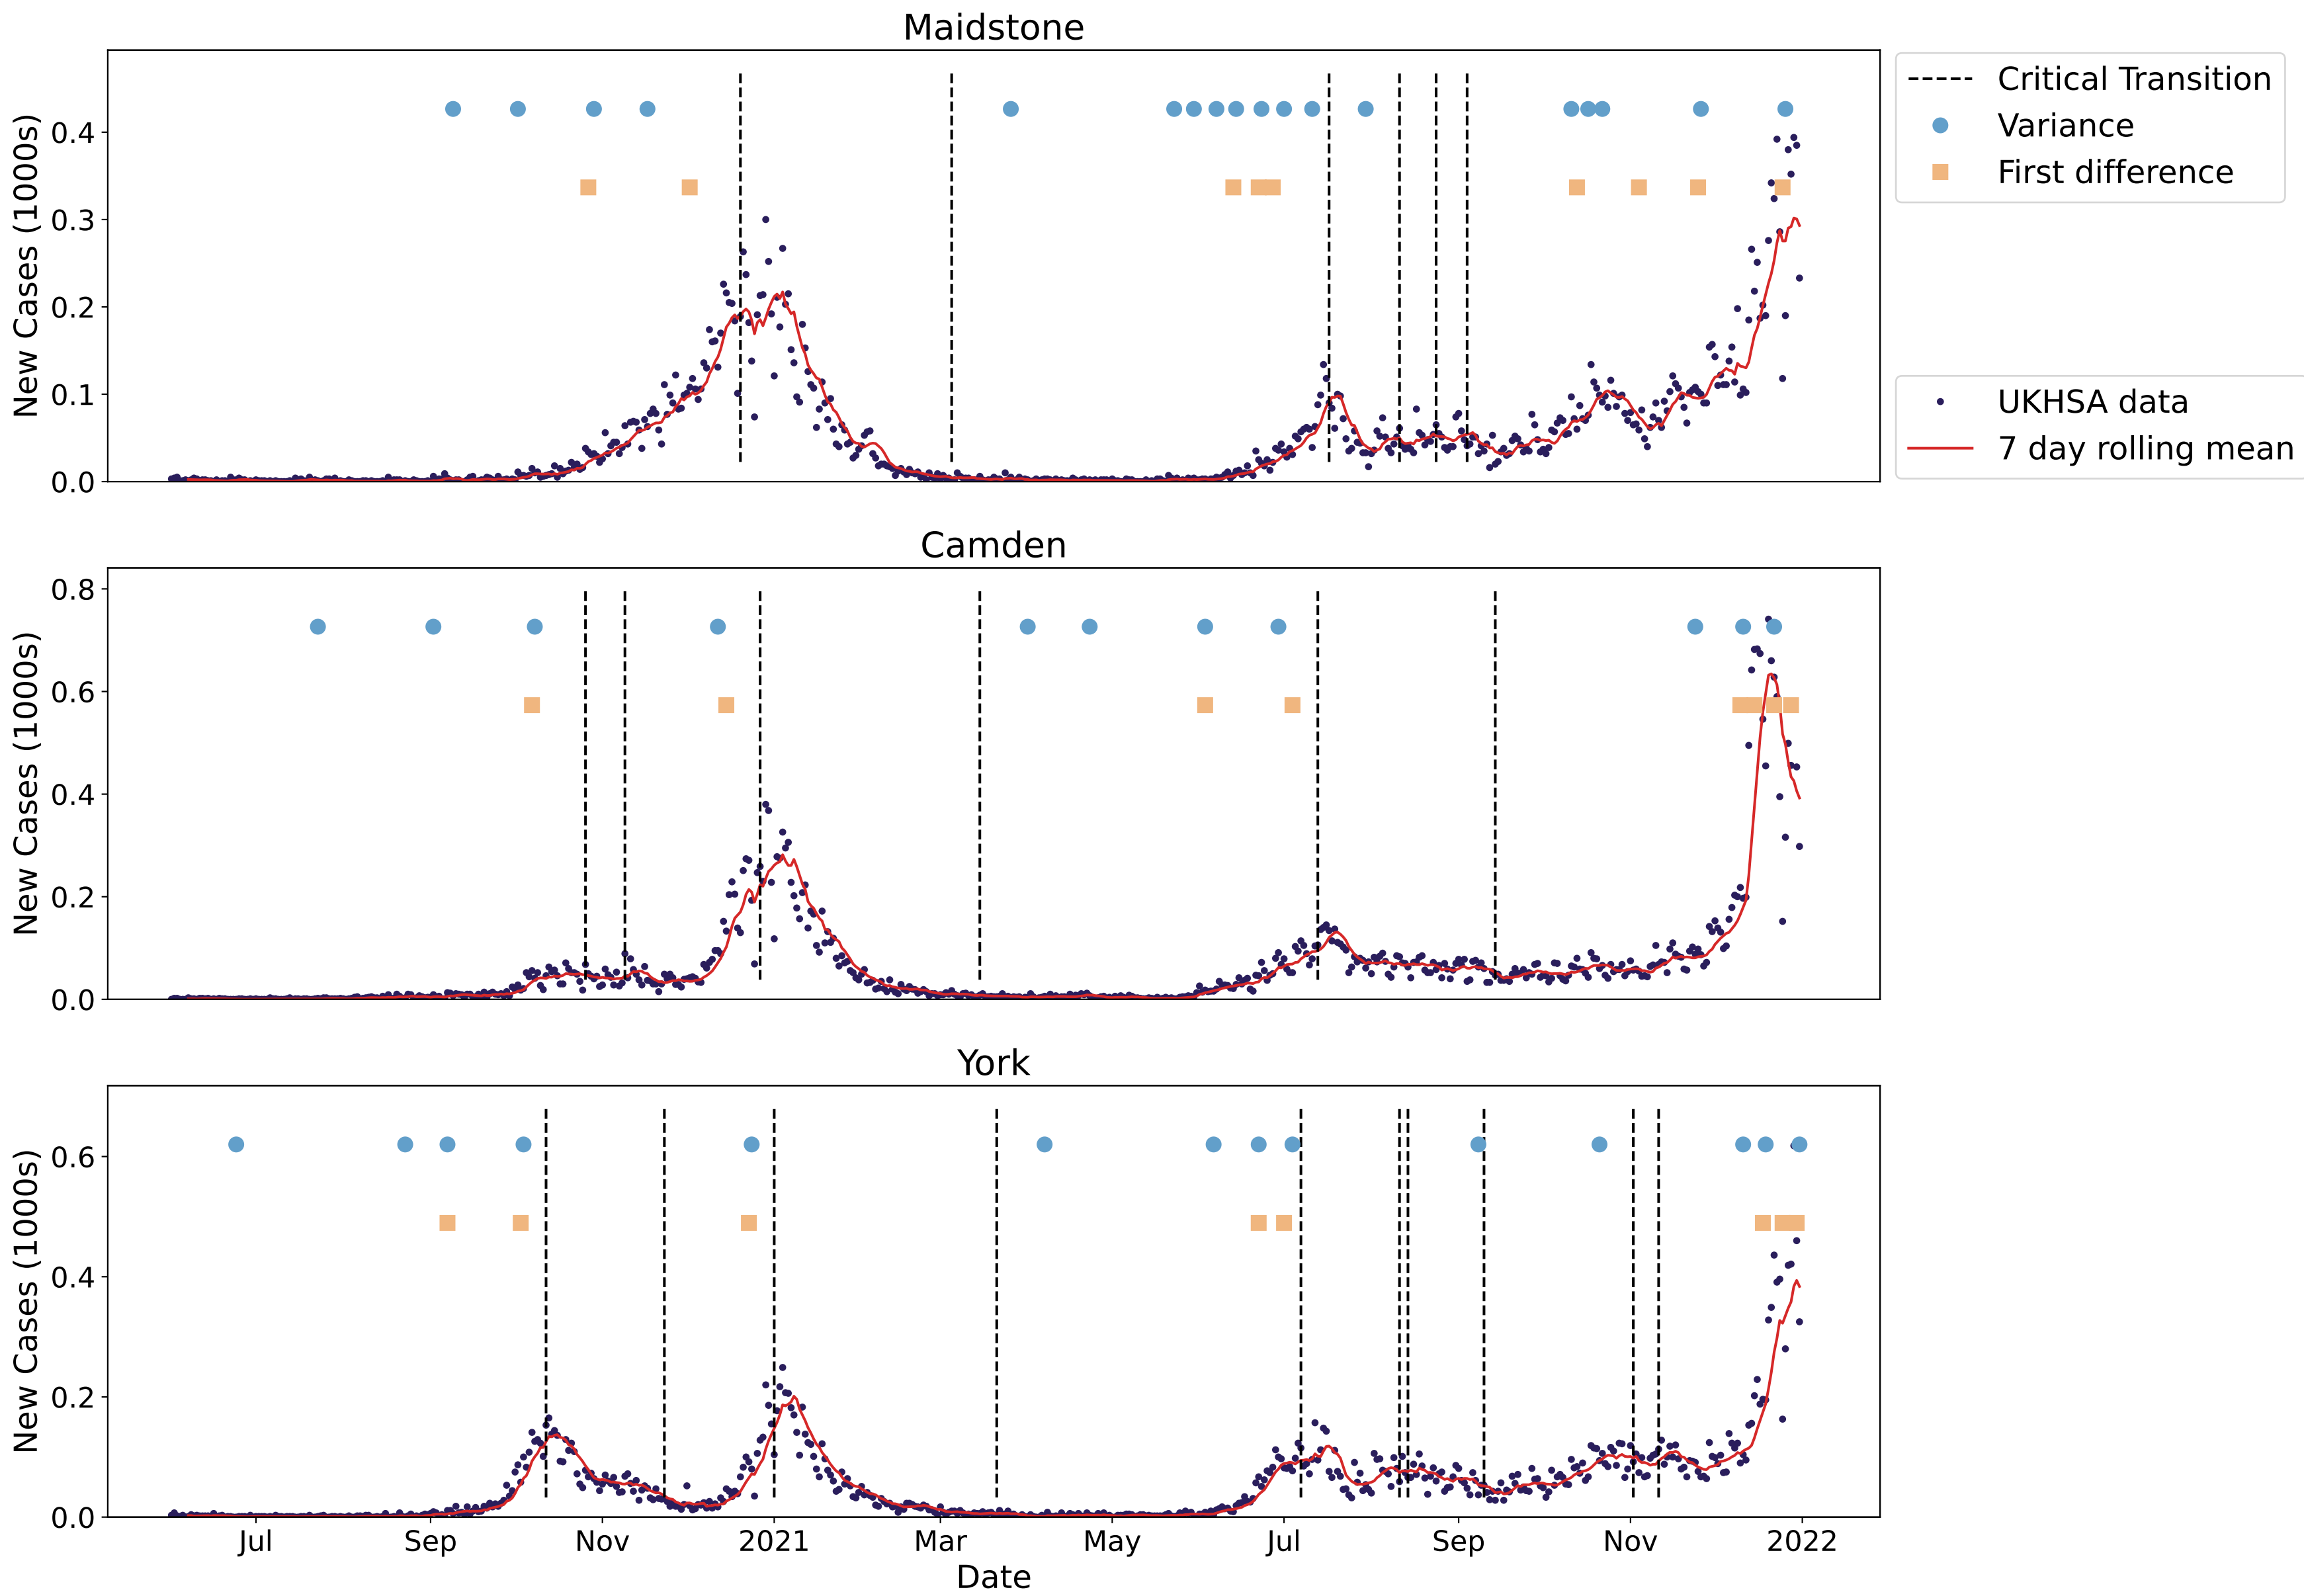 Maidstone
New Cases (1000s)
0.4
0.3
0.2
0.1
0.0
Critical Transition
Variance
First difference
UKHSA data
7 day rolling mean
Camden
New Cases (1000s)
0.8
0.6
0.4
0.2
0.0
York
New Cases (1000s)
0.6
0.4
0.2
0.0
Jul Sep Nov 2021 Mar May Jul Sep Nov 2022
Date